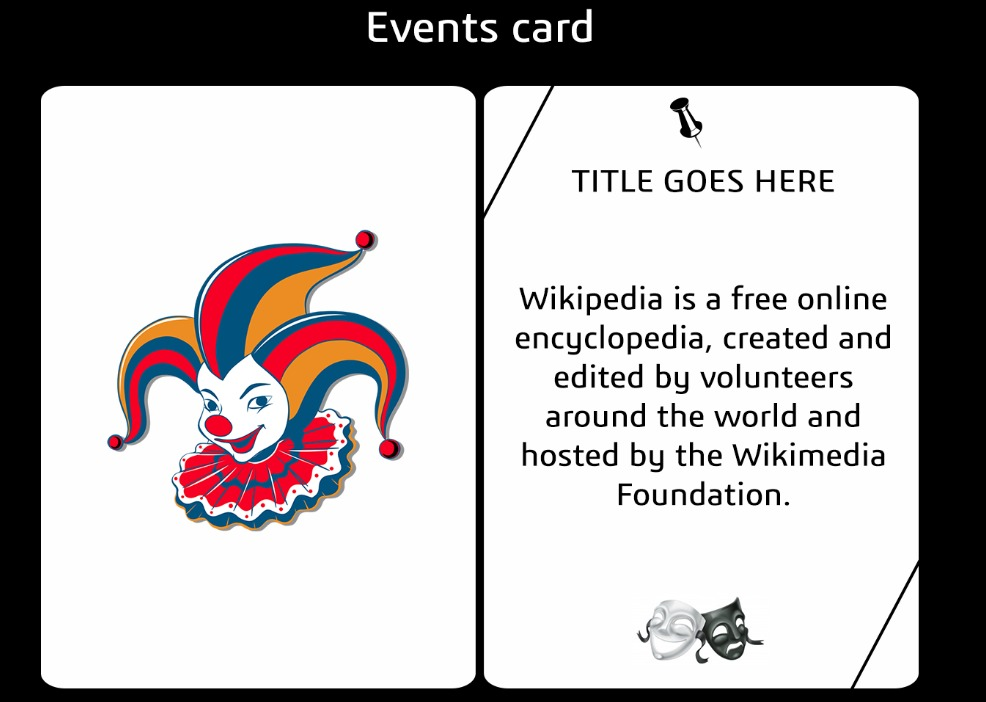 Events card
TITLE GOES HERE
Wikipedia is a free online
encyclopedia, created and
edited by volunteers
around the world and
hosted by the Wikimedia
Foundation.